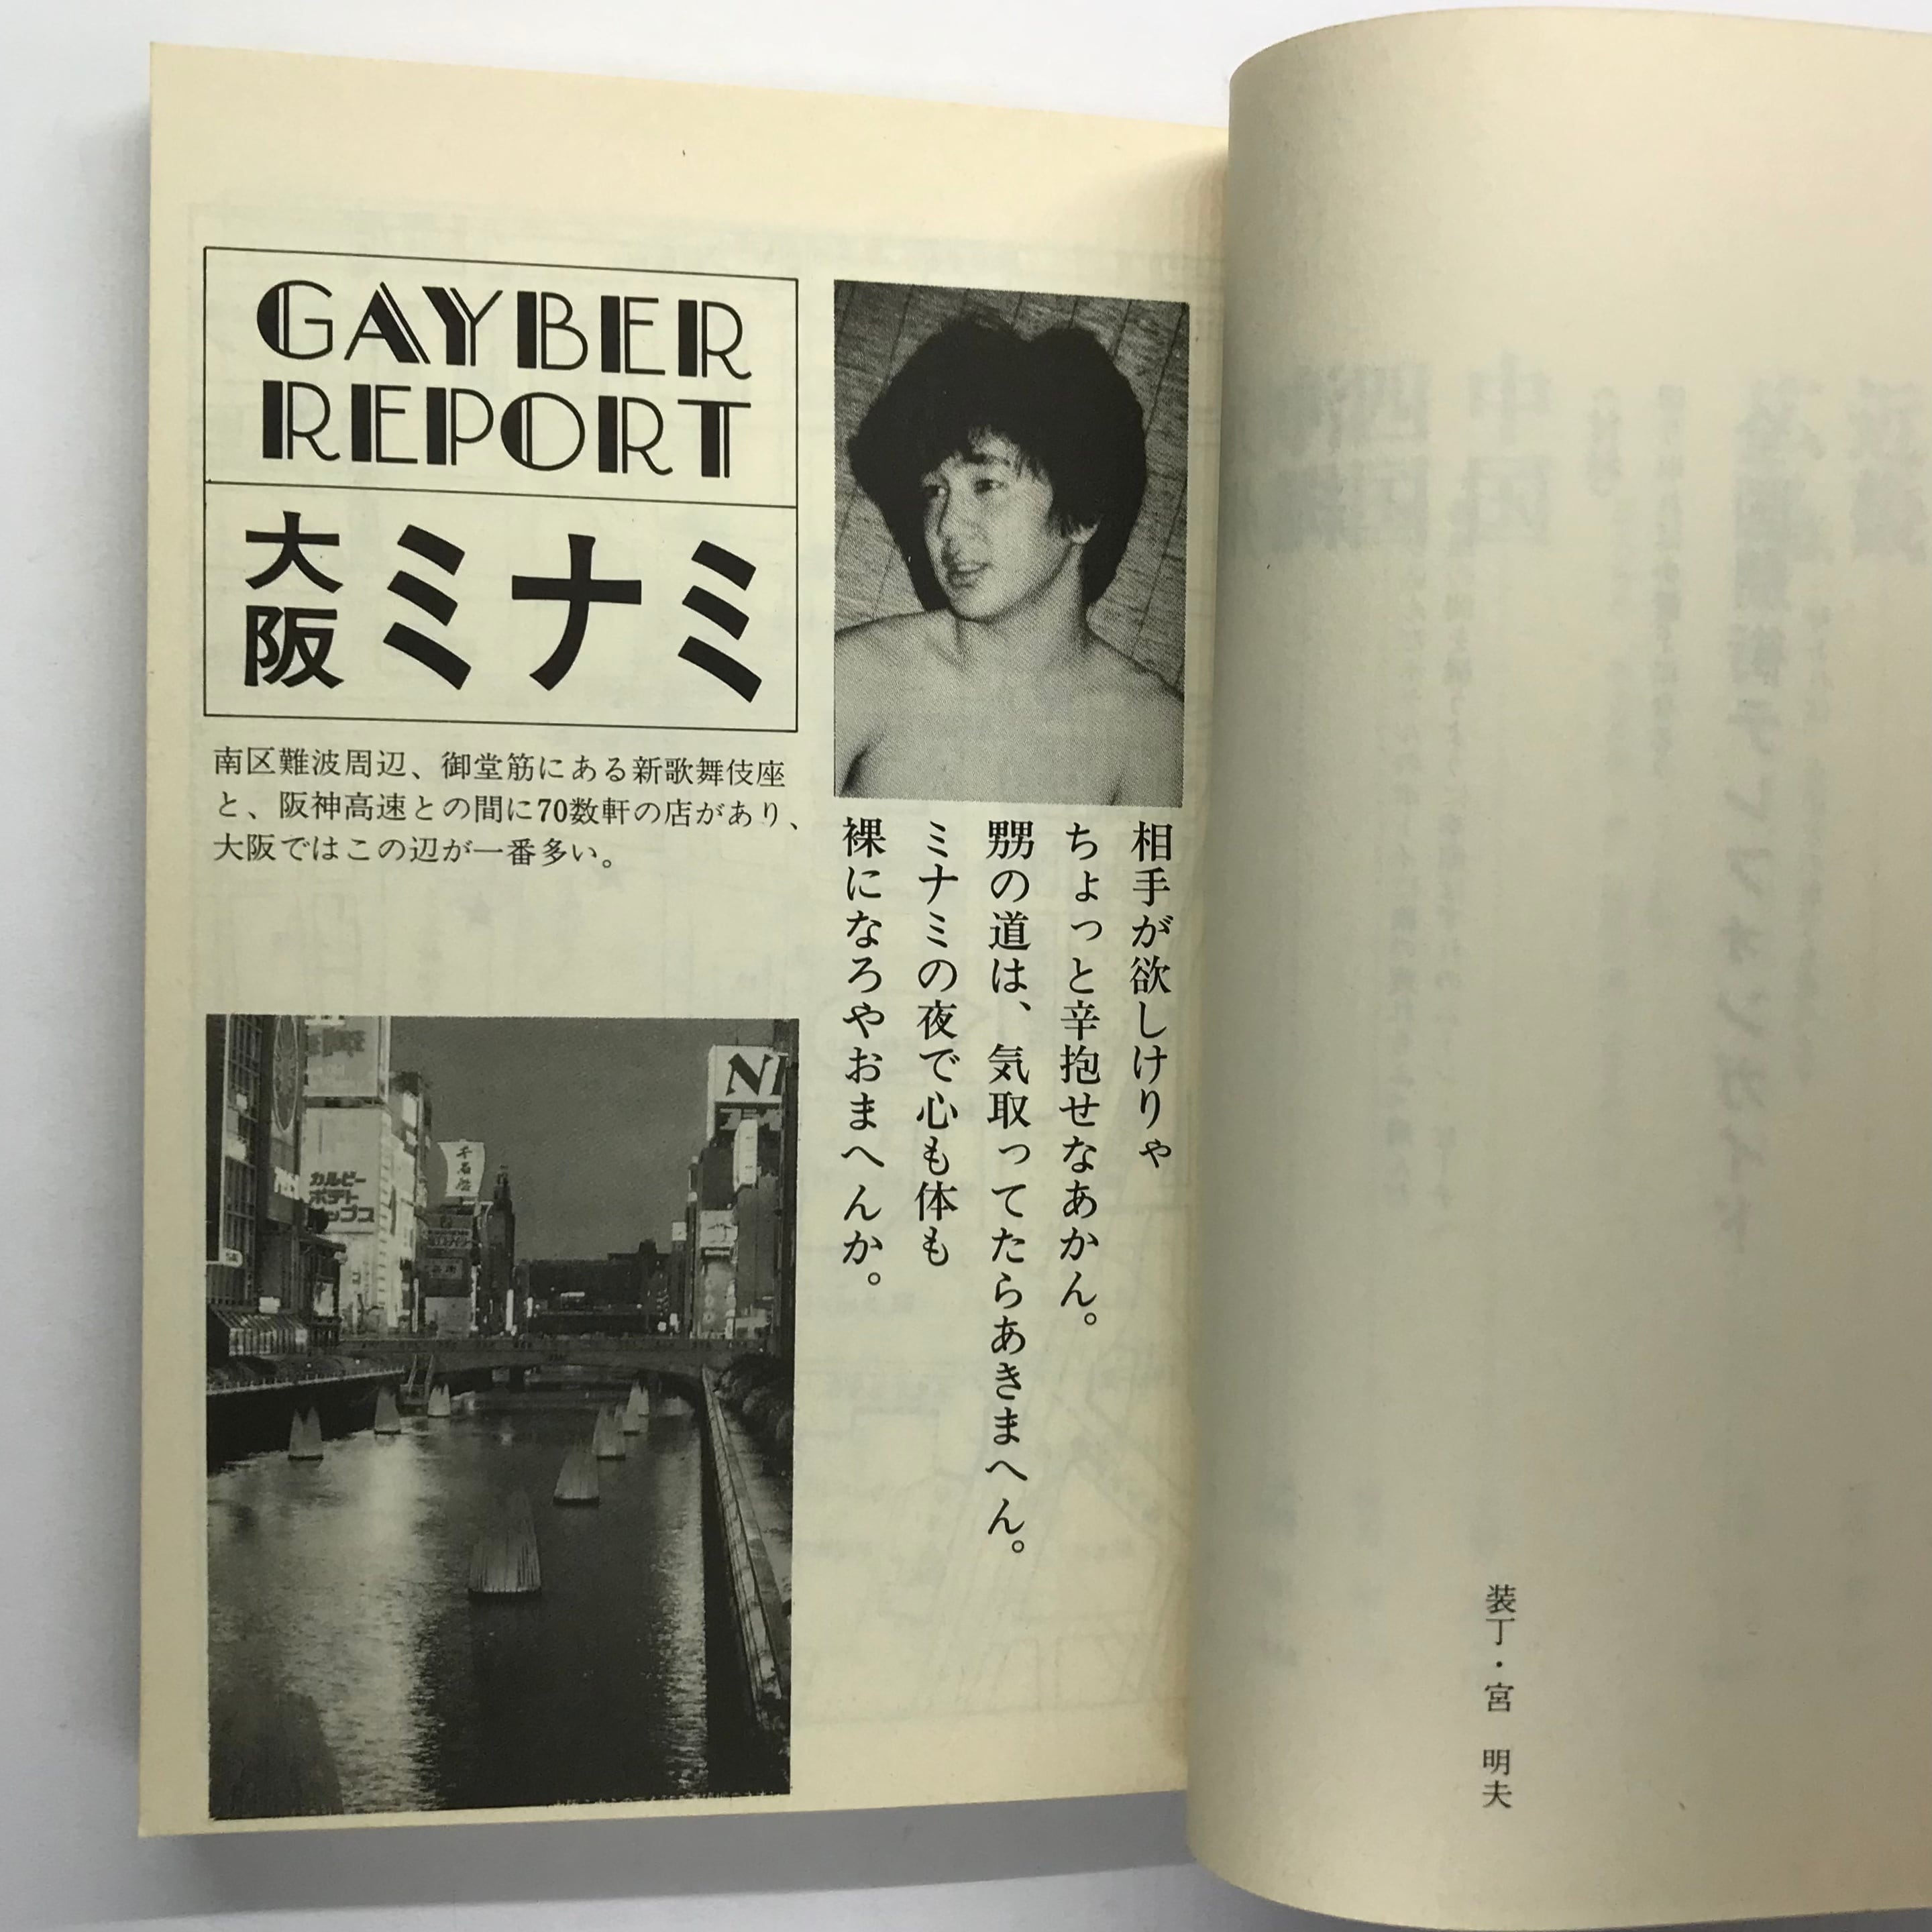 GAYBER
REPORT
大阪ミナミ
南区難波周辺、御堂筋にある新歌舞伎座
と、阪神高速との間に70数軒の店があり、
大阪ではこの辺が一番多い。
相手が欲しけりゃ
ちょっと辛抱せなあかん。
嬲の道は、気取ってたらあきまへん。
ミナミの夜で心も体も
裸になろやおまへんか。
カルビー
ポテト
チップス
千石船
NI
装丁・宮 明夫